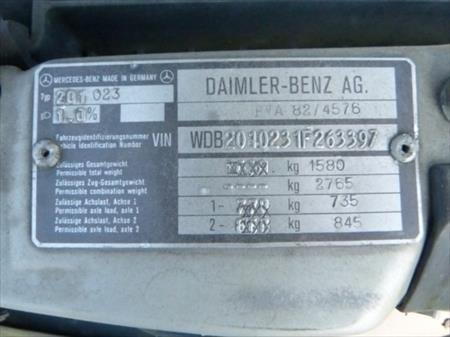 MERCEDES-BENZ MADE IN GERMANY
DAIMLER-BENZ AG.
Typ 201 023
1.0%
82/4576
Fahrzeugidentifizierungsnummer
Vehicle Identification Number VIN WDB2010231F263397
Zulässiges Gesamtgewicht
Permissible total weight kg 1580
Zulässiges Zug-Gesamtgewicht
Permissible combination weight kg 2765
Zulässige Achslast, Achse 1
Permissible axle load, axle 1 1- kg 735
Zulässige Achslast, Achse 2
Permissible axle load, axle 2 2- kg 845